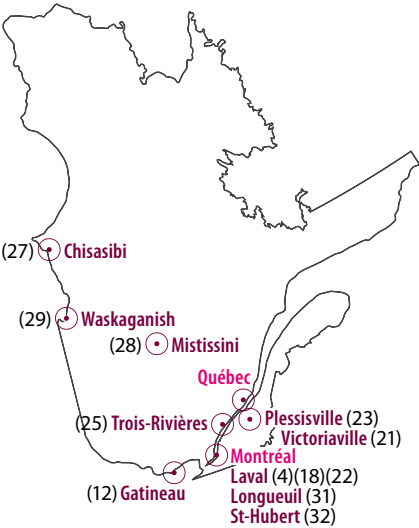 (27) Chisasibi
(29) Waskaganish
(28) Mistissini
Québec
(25) Trois-Rivières
Plessisville (23)
Victoriaville (21)
Montréal
(12) Gatineau
Laval (4)(18)(22)
Longueuil (31)
St-Hubert (32)